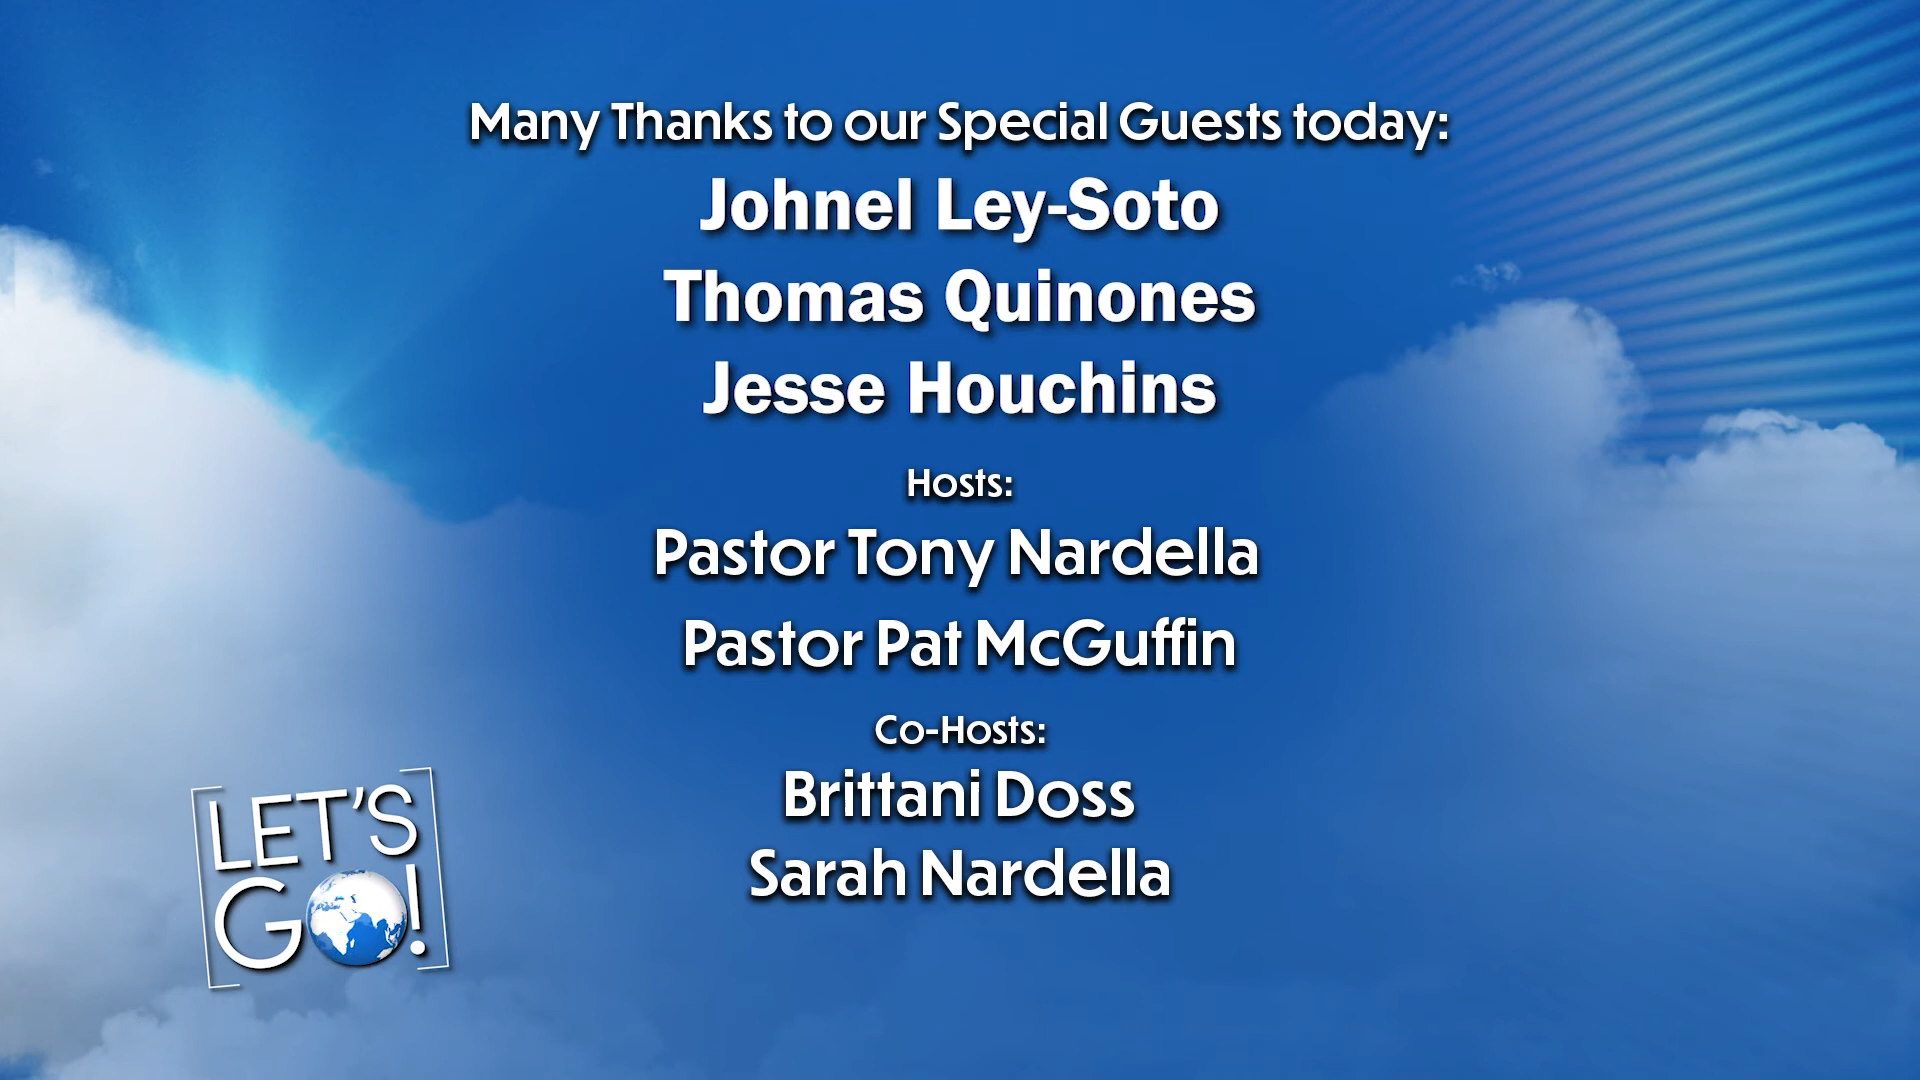 Many Thanks to our Special Guests today:
Johnel Ley-Soto
Thomas Quinones
Jesse Houchins
Hosts:
Pastor Tony Nardella
Pastor Pat McGuffin
Co-Hosts:
Brittani Doss
Sarah Nardella
LET'S
GO!